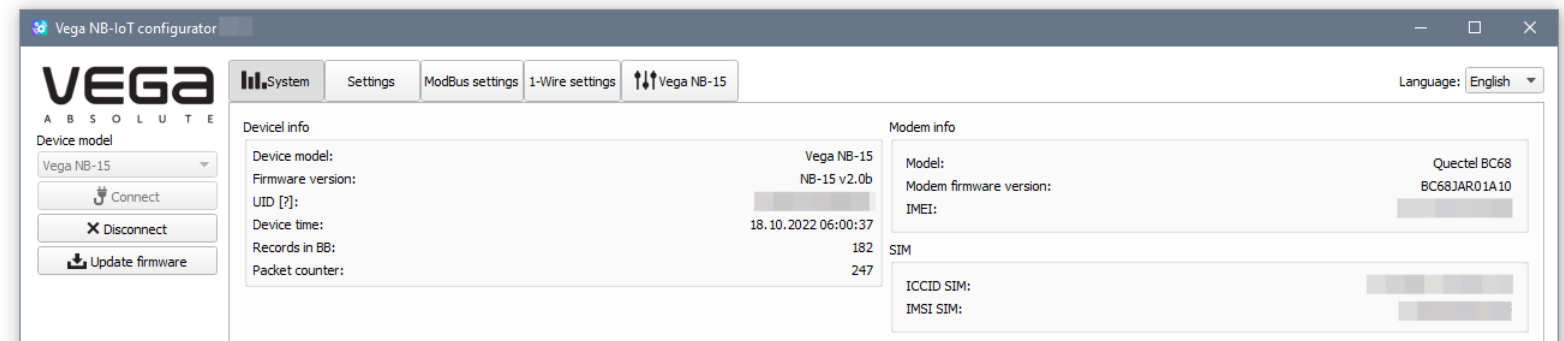 Vega NB-IoT configurator
VEGA
ABSOLUTE
Device model
Vega NB-15
Connect
Disconnect
Update firmware
System Settings ModBus settings 1-Wire settings Vega NB-15
Language: English
Devicel info
Device model: Vega NB-15
Firmware version: NB-15 v2.0b
UID [?]:
Device time: 18.10.2022 06:00:37
Records in BB: 182
Packet counter: 247
Modem info
Model: Quectel BC68
Modem firmware version: BC68JAR01A10
IMEI:
SIM
ICCID SIM:
IMSI SIM: